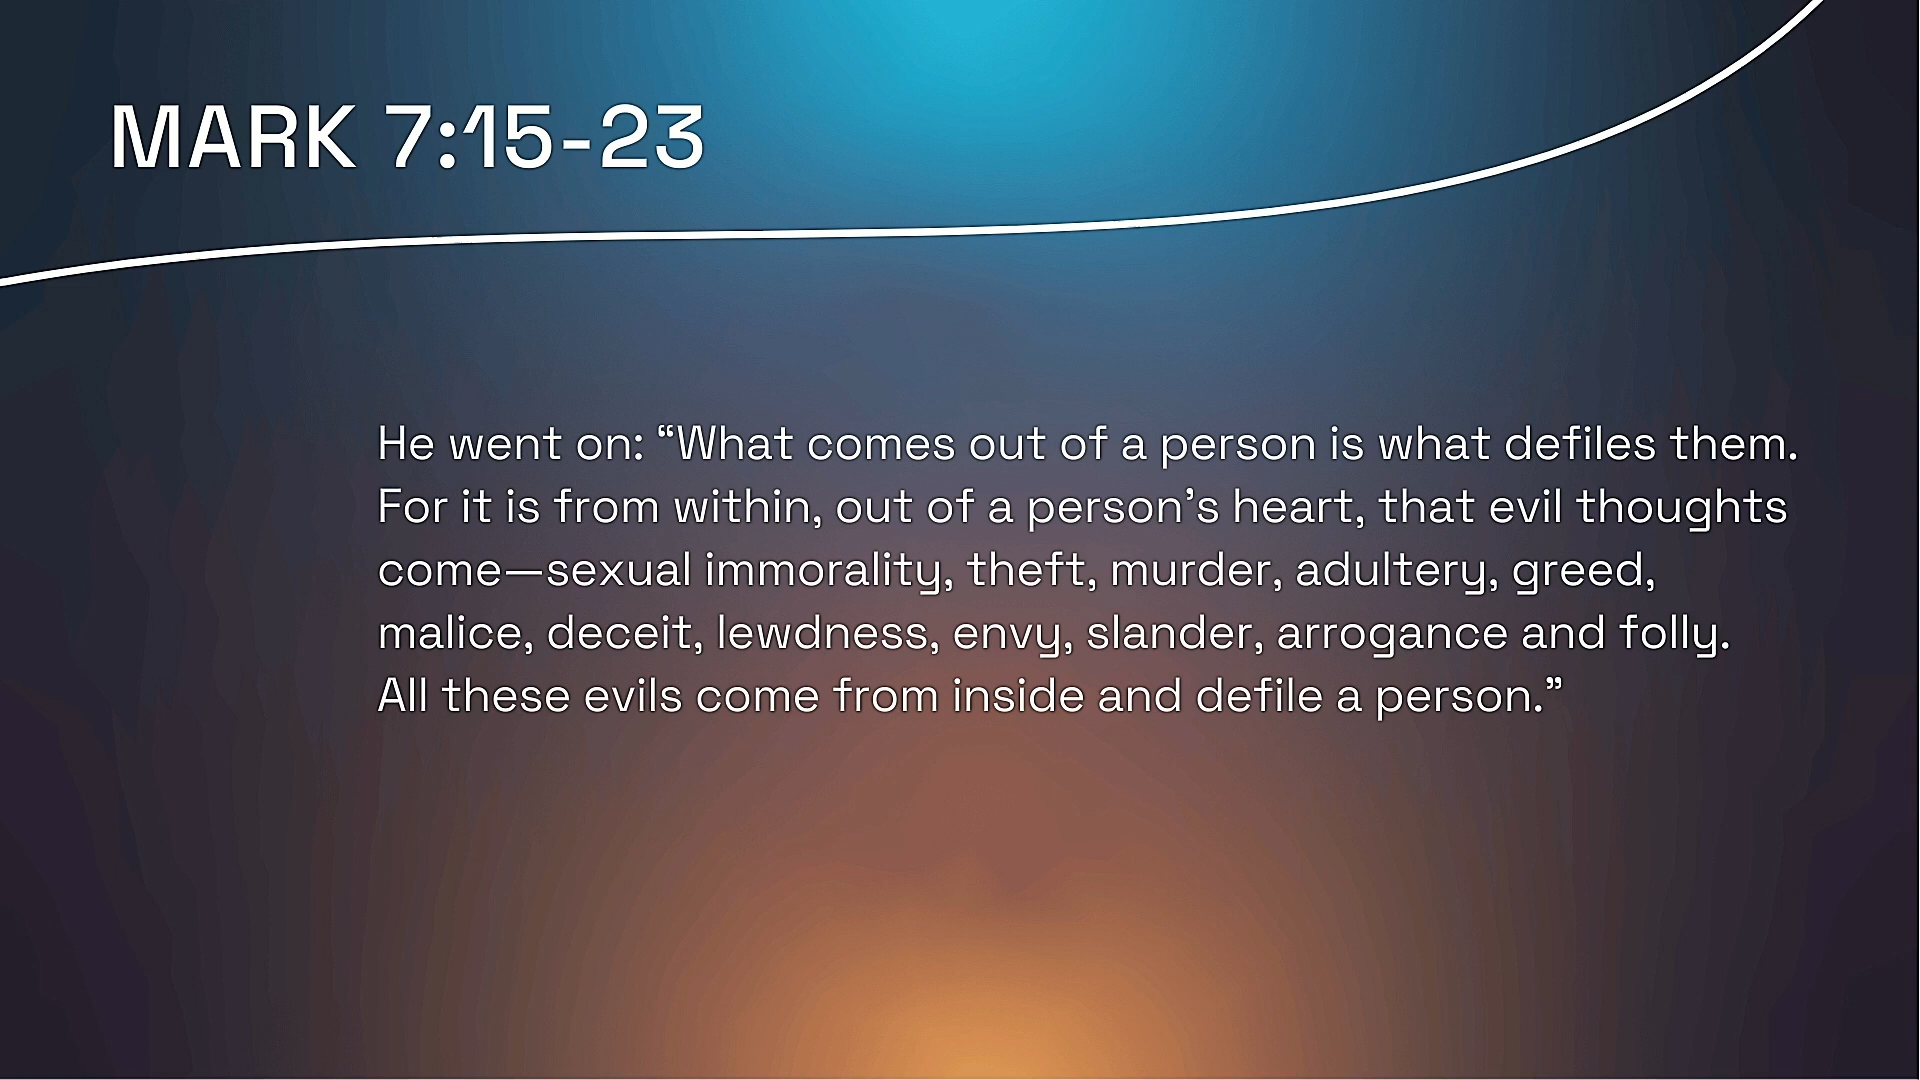 MARK 7:15-23
He went on: “What comes out of a person is what defiles them.
For it is from within, out of a person’s heart, that evil thoughts
come—sexual immorality, theft, murder, adultery, greed,
malice, deceit, lewdness, envy, slander, arrogance and folly.
All these evils come from inside and defile a person.”